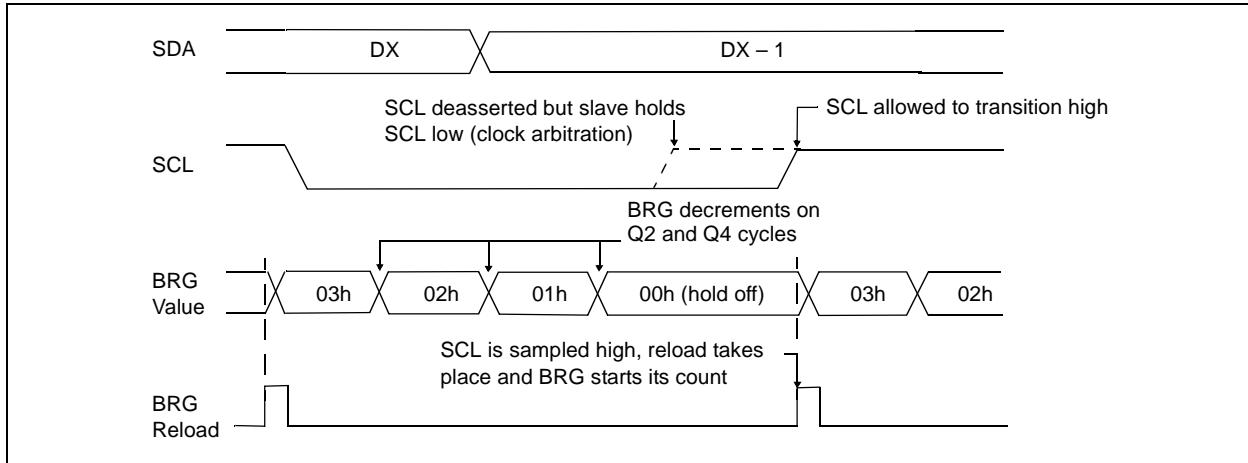 SDA
DX
DX – 1
SCL deasserted but slave holds
SCL low (clock arbitration)
SCL allowed to transition high
SCL
BRG decrements on
Q2 and Q4 cycles
BRG
Value
03h
02h
01h
00h (hold off)
03h
02h
SCL is sampled high, reload takes
place and BRG starts its count
BRG
Reload